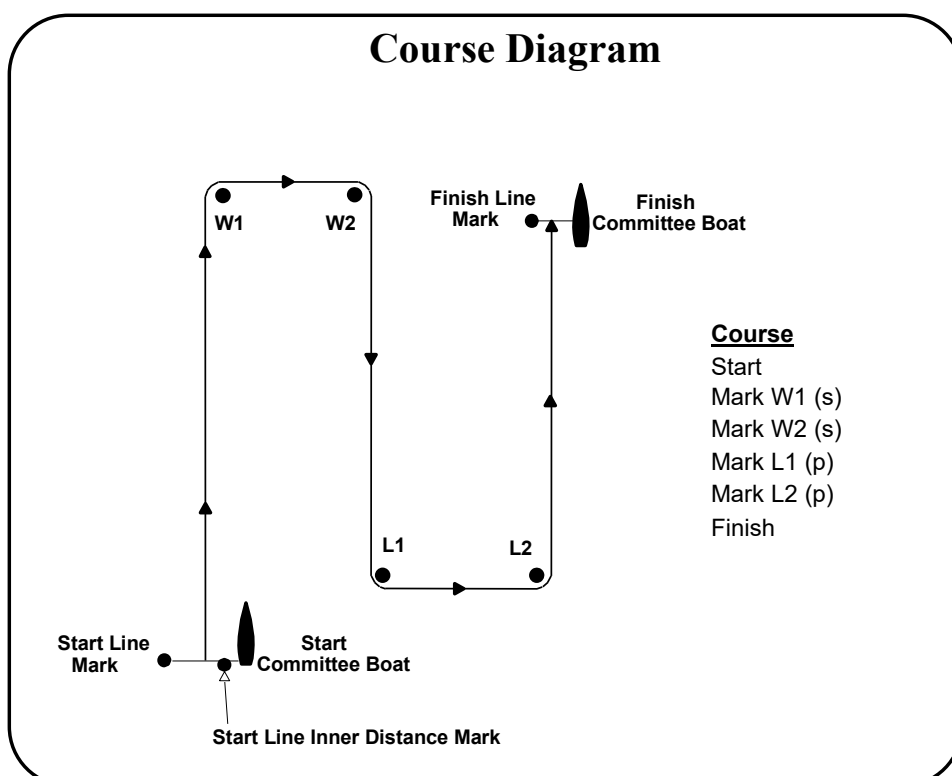 Course Diagram
W1
W2
Finish Line
Mark
Finish
Committee Boat
Course
Start
Mark W1 (s)
Mark W2 (s)
Mark L1 (p)
Mark L2 (p)
Finish
L1
L2
Start Line
Mark
Start
Committee Boat
Start Line Inner Distance Mark